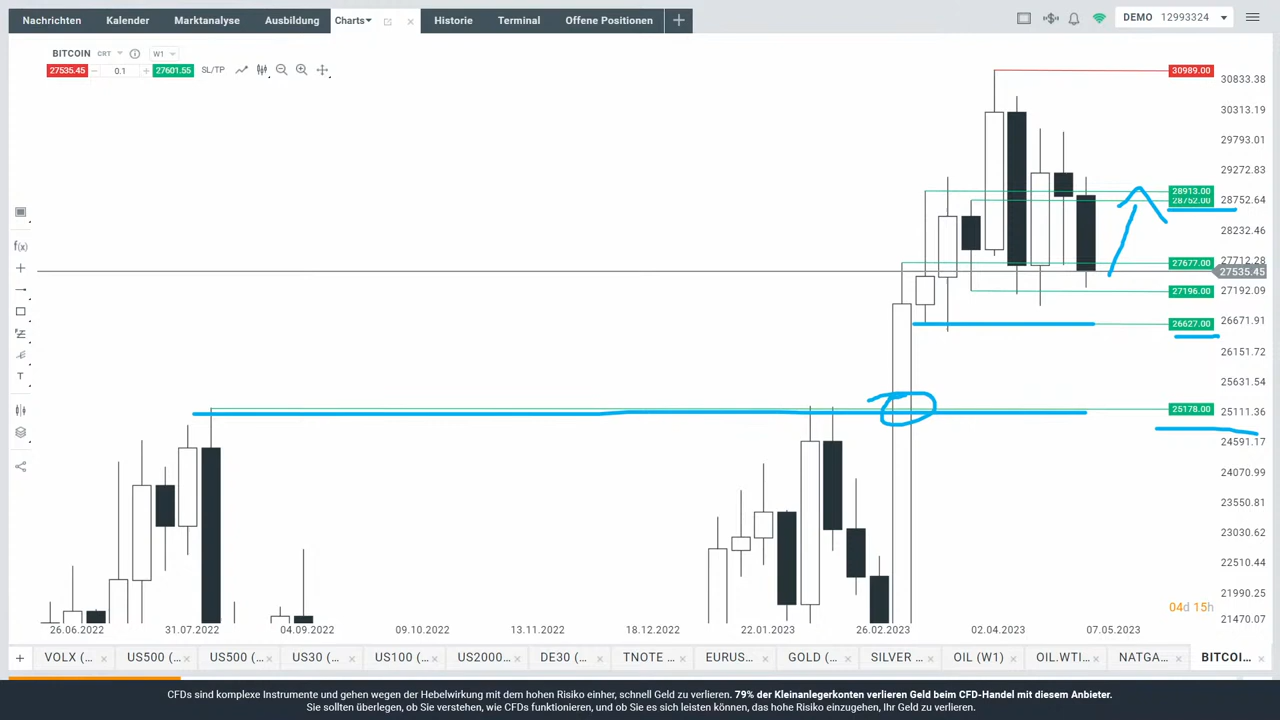 Nachrichten Kalender Marktanalyse Ausbildung Charts Historie Terminal Offene Positionen DEMO 12993324
BITCOIN CRT W1
27535.45 0.1 27601.55 SL/TP
30989.00
30833.38
30313.19
29793.01
29272.83
28913.00
28752.00 28752.64
28232.46
27677.00 27712.28
27535.45
27196.00 27192.09
26627.00 26671.91
26151.72
25631.54
25178.00 25111.36
24591.17
24070.99
23550.81
23030.62
22510.44
21990.25
04d 15h
21470.07
f(x)
T
26.06.2022 31.07.2022 04.09.2022 09.10.2022 13.11.2022 18.12.2022 22.01.2023 26.02.2023 02.04.2023 07.05.2023
VOLX (... US500 (... US500 (... US30 (... US100 (... US2000... DE30 (... TNOTE ... EURUS... GOLD (... SILVER ... OIL (W1) OIL.WTI... NATGA... BITCO...
CFDs sind komplexe Instrumente und gehen wegen der Hebelwirkung mit dem hohen Risiko einher, schnell Geld zu verlieren. 79% der Kleinanlegerkonten verlieren Geld beim CFD-Handel mit diesem Anbieter.
Sie sollten überlegen, ob Sie verstehen, wie CFDs funktionieren, und ob Sie es sich leisten können, das hohe Risiko einzugehen, Ihr Geld zu verlieren.